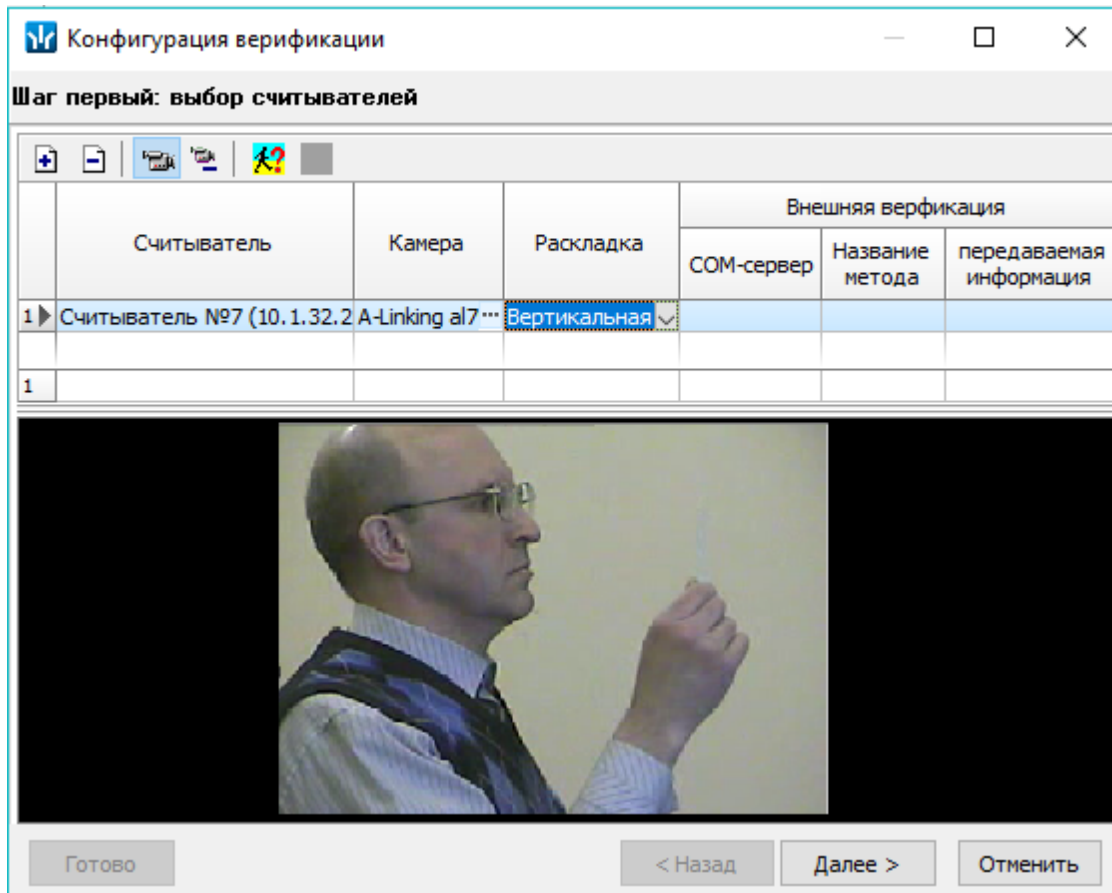 Конфигурация верификации
Шаг первый: выбор считывателей
Считыватель
Камера
Раскладка
Внешняя верфикация
COM-сервер
Название
метода
передаваемая
информация
1 Считыватель №7 (10.1.32.2 A-Linking al7 ... Вертикальная
1
Готово
< Назад
Далее >
Отменить